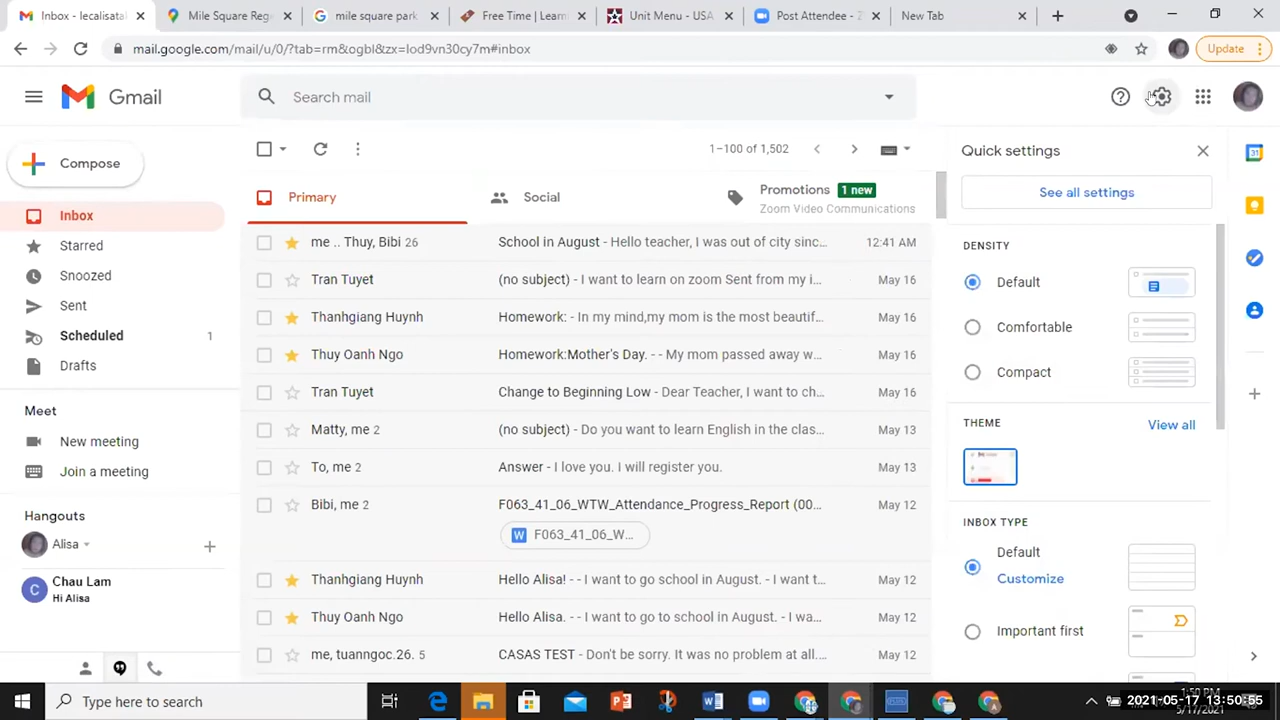 Inbox - lecalisata
Mile Square Reg
mile square park
Free Time | Learn
Unit Menu - USA
Post Attendee - Z
New Tab
mail.google.com/mail/u/0/?tab=rm&ogbl&zx=lod9vn30cy7m#inbox
Update
Gmail
Search mail
Compose
1–100 of 1,502
Quick settings
See all settings
Inbox
Starred
Snoozed
Sent
Scheduled 1
Drafts
Meet
New meeting
Join a meeting
Hangouts
Alisa
C Chau Lam
Hi Alisa
Primary
Social
Promotions 1 new
Zoom Video Communications
me .. Thuy, Bibi 26 School in August - Hello teacher, I was out of city sinc... 12:41 AM
Tran Tuyet (no subject) - I want to learn on zoom Sent from my i... May 16
Thanhgiang Huynh Homework: - In my mind,my mom is the most beautif... May 16
Thuy Oanh Ngo Homework:Mother's Day. - - My mom passed away w... May 16
Tran Tuyet Change to Beginning Low - Dear Teacher, I want to ch... May 16
Matty, me 2 (no subject) - Do you want to learn English in the clas... May 13
To, me 2 Answer - I love you. I will register you. May 13
Bibi, me 2 F063_41_06_WTW_Attendance_Progress_Report (00... May 12
W F063_41_06_W...
Thanhgiang Huynh Hello Alisa! - - I want to go school in August. - I want t... May 12
Thuy Oanh Ngo Hello Alisa. - - I want to go to school in August. - I wa... May 12
me, tuanngoc.26. 5 CASAS TEST - Don't be sorry. It was no problem at all.... May 12
DENSITY
Default
Comfortable
Compact
THEME
View all
INBOX TYPE
Default
Customize
Important first
31
Type here to search
2021-05-17 13:50:55
5/17/2021